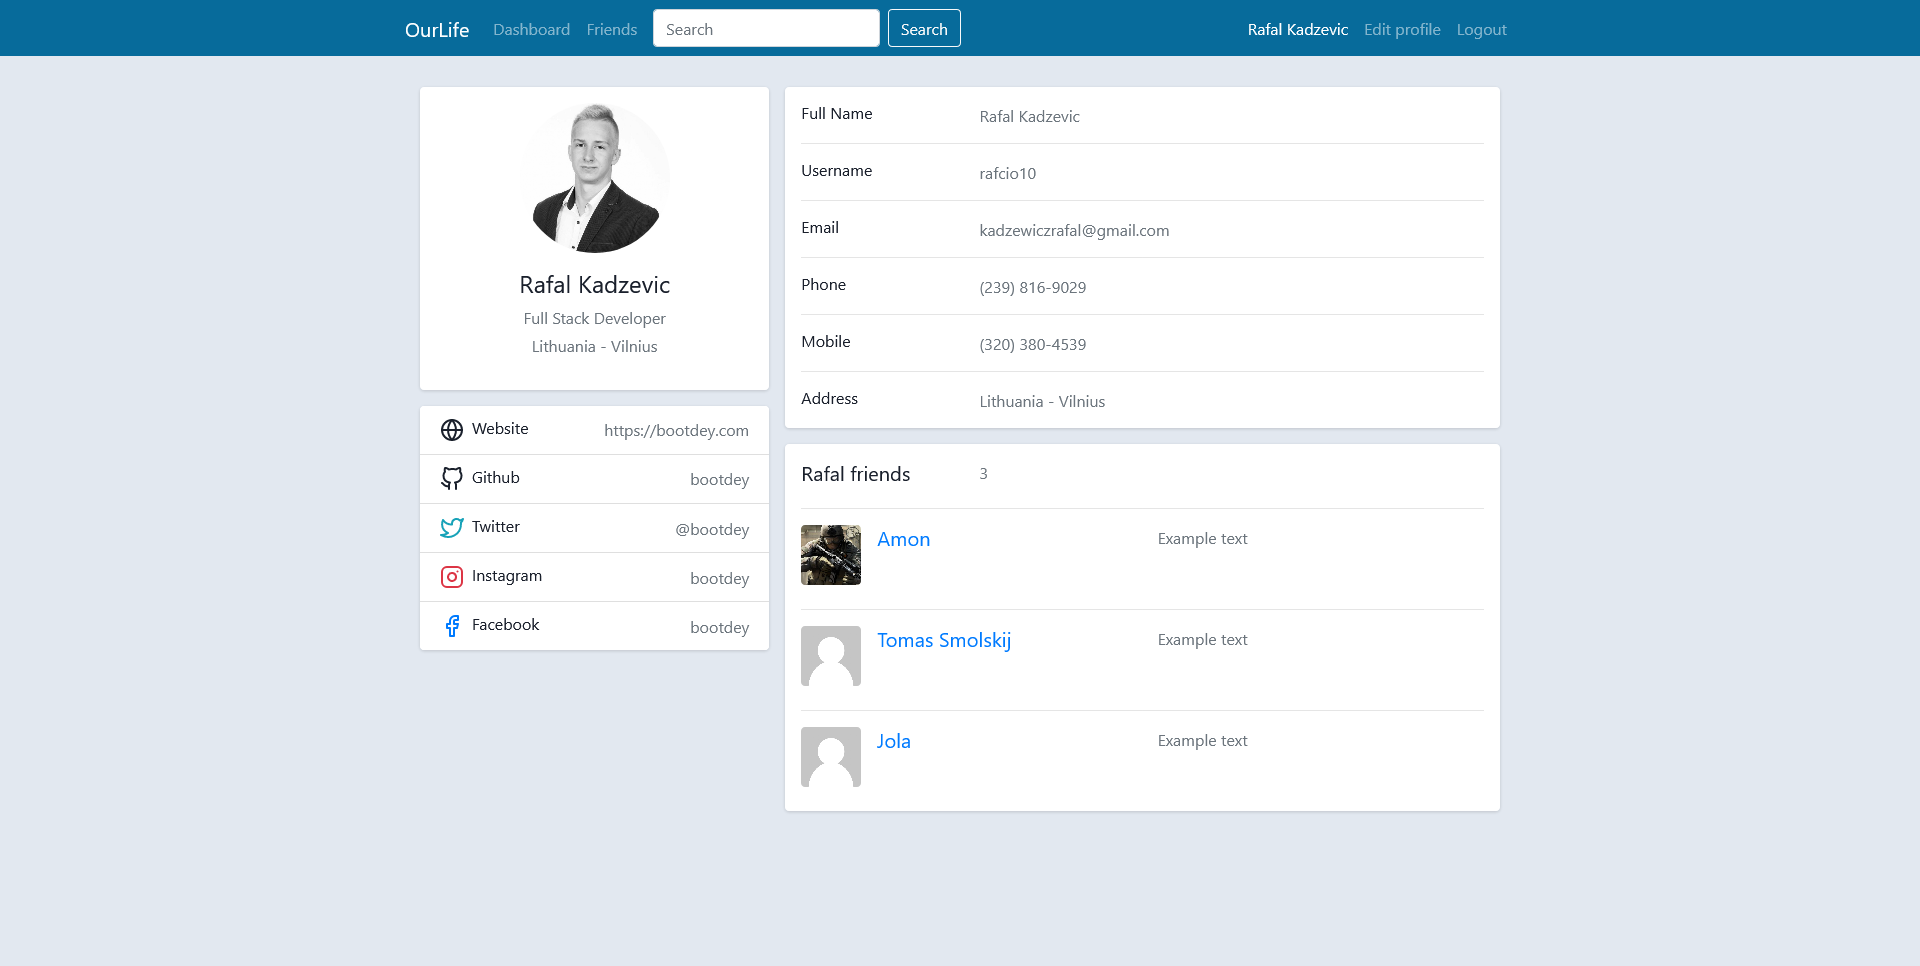 OurLife Dashboard Friends Search Search Rafal Kadzevic Edit profile Logout
Rafal Kadzevic
Full Stack Developer
Lithuania - Vilnius
Website https://bootdey.com
Github bootdey
Twitter @bootdey
Instagram bootdey
Facebook bootdey
Full Name Rafal Kadzevic
Username rafcio10
Email kadzewiczrafal@gmail.com
Phone (239) 816-9029
Mobile (320) 380-4539
Address Lithuania - Vilnius
Rafal friends 3
Amon Example text
Tomas Smolskij Example text
Jola Example text